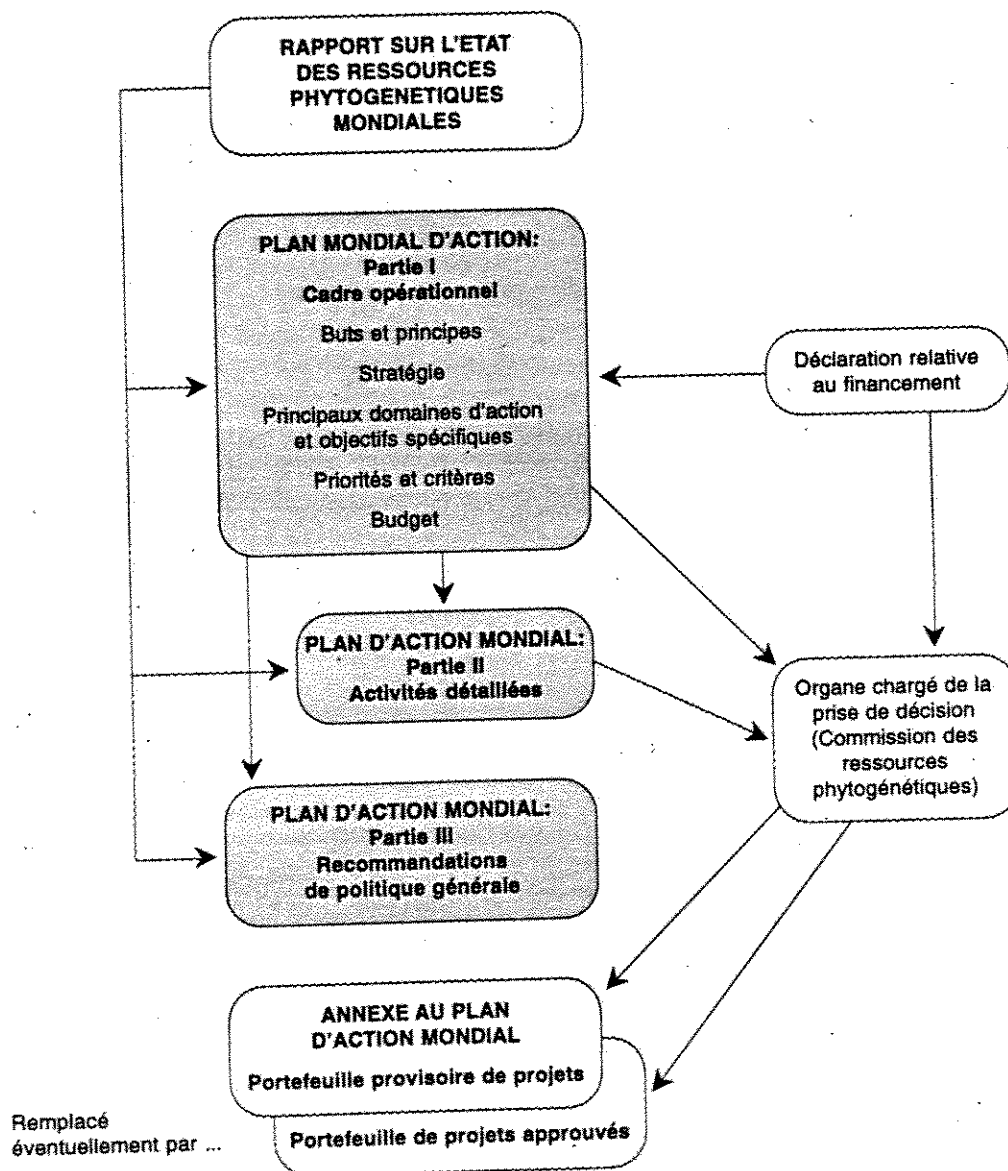 RAPPORT SUR L'ETAT
DES RESSOURCES
PHYTOGENETIQUES
MONDIALES
PLAN MONDIAL D'ACTION:
Partie I
Cadre opérationnel
Buts et principes
Stratégie
Principaux domaines d'action
et objectifs spécifiques
Priorités et critères
Budget
Déclaration relative
au financement
PLAN D'ACTION MONDIAL:
Partie II
Activités détaillées
Organe chargé de la
prise de décision
(Commission des
ressources
phytogénétiques)
PLAN D'ACTION MONDIAL:
Partie III
Recommandations
de politique générale
ANNEXE AU PLAN
D'ACTION MONDIAL
Portefeuille provisoire de projets
Remplacé
éventuellement par ...
Portefeuille de projets approuvés